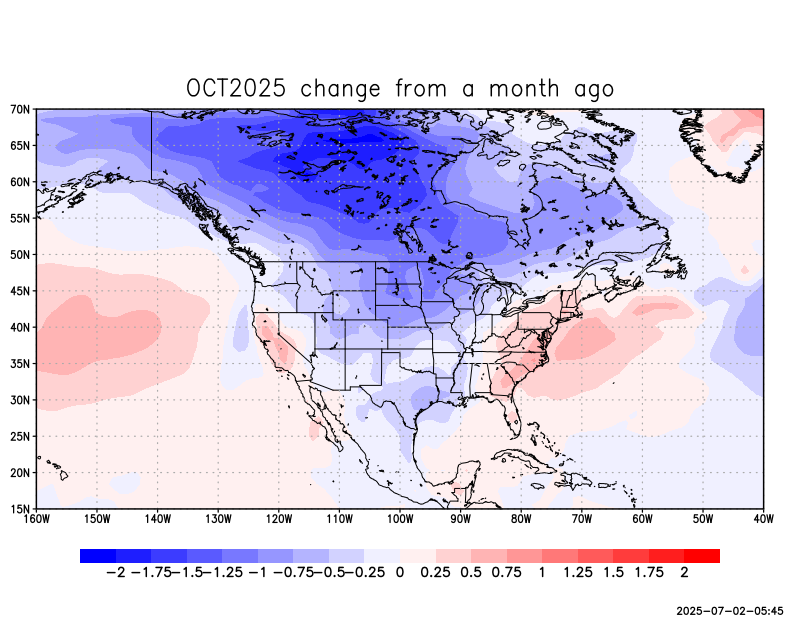 OCT2025 change from a month ago
70N
65N
60N
55N
50N
45N
40N
35N
30N
25N
20N
15N
160W 150W 140W 130W 120W 110W 100W 90W 80W 70W 60W 50W 40W
-2 -1.75 -1.5 -1.25 -1 -0.75 -0.5 -0.25 0 0.25 0.5 0.75 1 1.25 1.5 1.75 2
2025-07-02-05:45